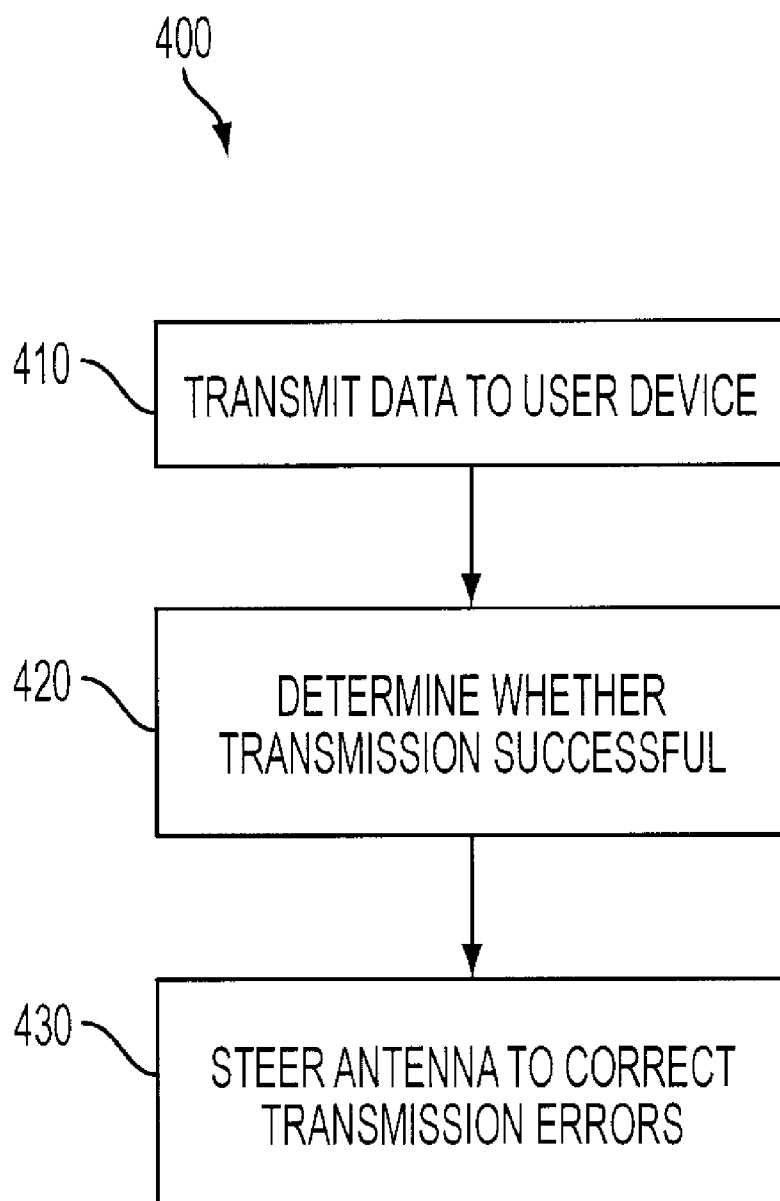 400
410
TRANSMIT DATA TO USER DEVICE
420
DETERMINE WHETHER
TRANSMISSION SUCCESSFUL
430
STEER ANTENNA TO CORRECT
TRANSMISSION ERRORS